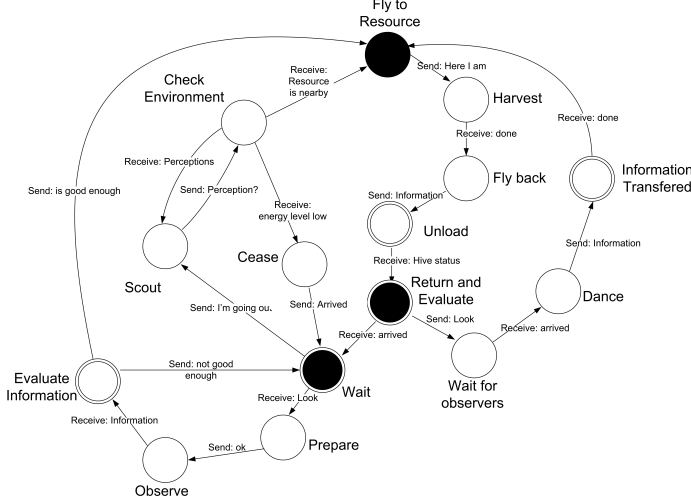 Fly to
Resource
Send: Here I am
Receive:
Resource
is nearby
Check
Environment
Harvest
Receive: done
Receive: done
Receive: Perceptions
Send: Perception?
Send: is good enough
Fly back
Information
Transfered
Send: Information
Receive:
energy level low
Unload
Send: Information
Cease
Receive: Hive status
Scout
Return and
Evaluate
Dance
Send: I'm going ou.
Send: Arrived
Send: Look
Receive: arrived
Receive: arrived
Send: not good
enough
Evaluate
Information
Wait
Wait for
observers
Receive: Look
Receive: Information
Send: ok
Prepare
Observe